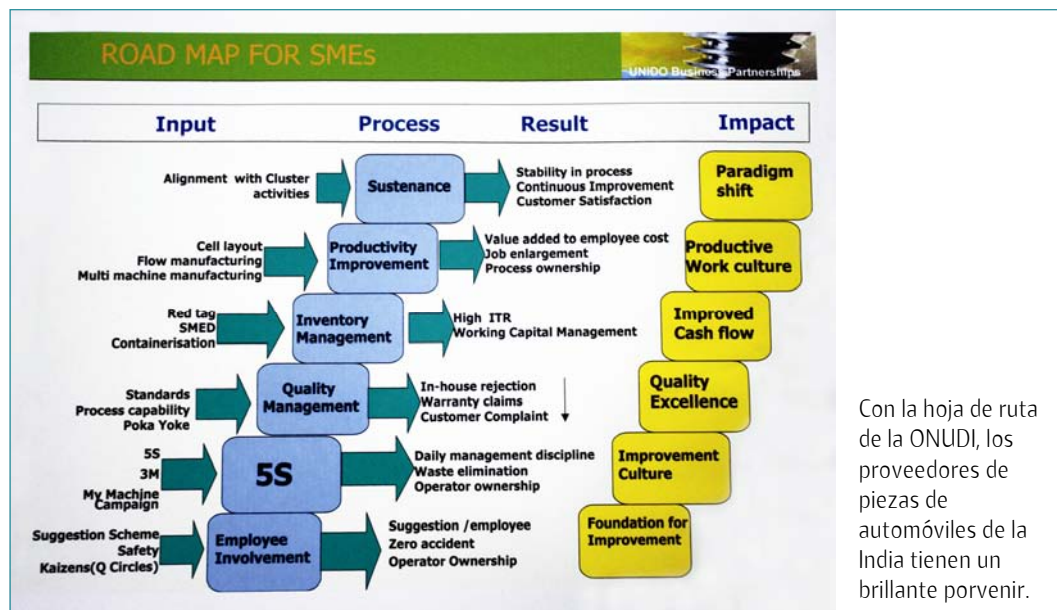 ROAD MAP FOR SMEs
UNIDO Business Partnerships
Input Process Result Impact
Alignment with Cluster
activities
Sustenance
Stability in process
Continuous Improvement
Customer Satisfaction
Paradigm
shift
Cell layout
Flow manufacturing
Multi machine manufacturing
Productivity
Improvement
Value added to employee cost
Job enlargement
Process ownership
Productive
Work culture
Red tag
SMED
Containerisation
Inventory
Management
High ITR
Working Capital Management
Improved
Cash flow
Standards
Process capability
Poka Yoke
Quality
Management
In-house rejection
Warranty claims
Customer Complaint
Quality
Excellence
5S
3M
My Machine
Campaign
5S
Daily management discipline
Waste elimination
Operator ownership
Improvement
Culture
Suggestion Scheme
Safety
Kaizens(Q Circles)
Employee
Involvement
Suggestion /employee
Zero accident
Operator Ownership
Foundation for
Improvement
Con la hoja de ruta
de la ONUDI, los
proveedores de
piezas de
automóviles de la
India tienen un
brillante porvenir.